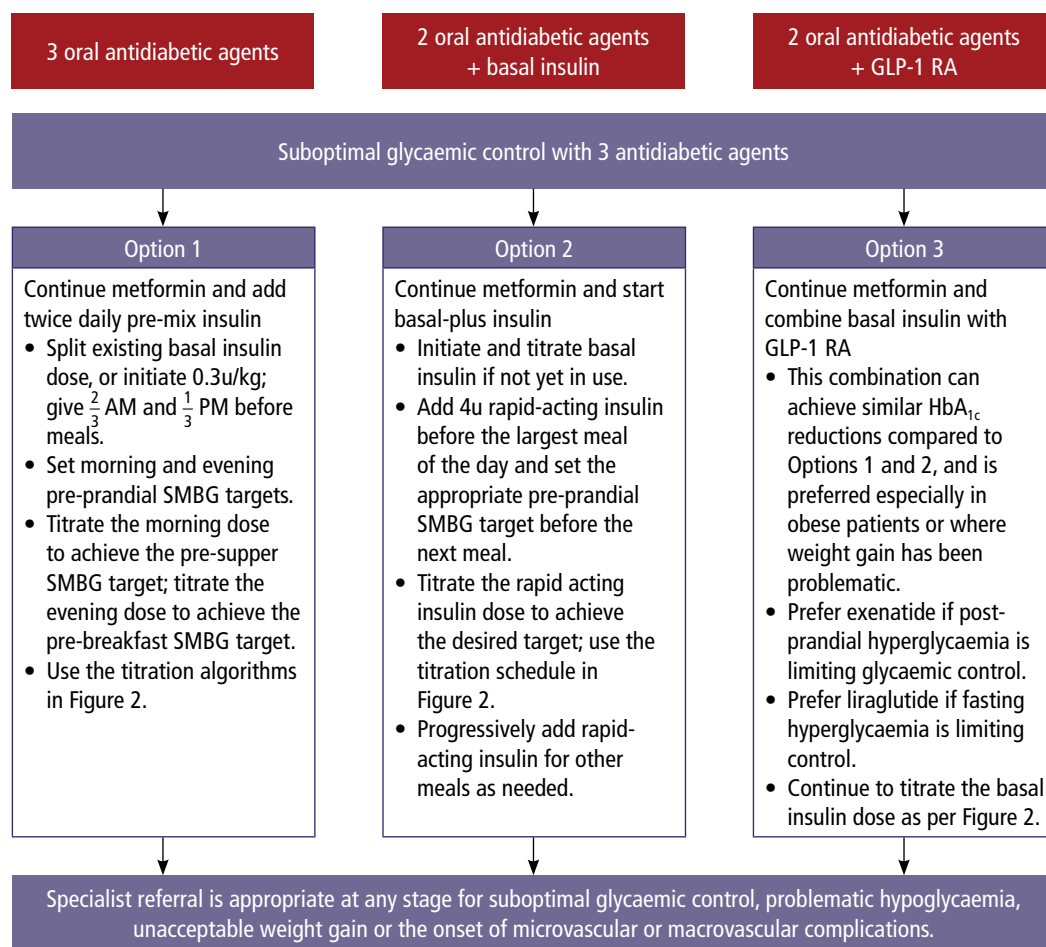 3 oral antidiabetic agents
2 oral antidiabetic agents
+ basal insulin
2 oral antidiabetic agents
+ GLP-1 RA
Suboptimal glycaemic control with 3 antidiabetic agents
Option 1
Continue metformin and add
twice daily pre-mix insulin
• Split existing basal insulin
dose, or initiate 0.3u/kg;
give 2/3 AM and 1/3 PM before
meals.
• Set morning and evening
pre-prandial SMBG targets.
• Titrate the morning dose
to achieve the pre-supper
SMBG target; titrate the
evening dose to achieve the
pre-breakfast SMBG target.
• Use the titration algorithms
in Figure 2.
Option 2
Continue metformin and start
basal-plus insulin
• Initiate and titrate basal
insulin if not yet in use.
• Add 4u rapid-acting insulin
before the largest meal
of the day and set the
appropriate pre-prandial
SMBG target before the
next meal.
• Titrate the rapid acting
insulin dose to achieve
the desired target; use the
titration schedule in
Figure 2.
• Progressively add rapid-
acting insulin for other
meals as needed.
Option 3
Continue metformin and
combine basal insulin with
GLP-1 RA
• This combination can
achieve similar HbA1c
reductions compared to
Options 1 and 2, and is
preferred especially in
obese patients or where
weight gain has been
problematic.
• Prefer exenatide if post-
prandial hyperglycaemia is
limiting glycaemic control.
• Prefer liraglutide if fasting
hyperglycaemia is limiting
control.
• Continue to titrate the basal
insulin dose as per Figure 2.
Specialist referral is appropriate at any stage for suboptimal glycaemic control, problematic hypoglycaemia,
unacceptable weight gain or the onset of microvascular or macrovascular complications.